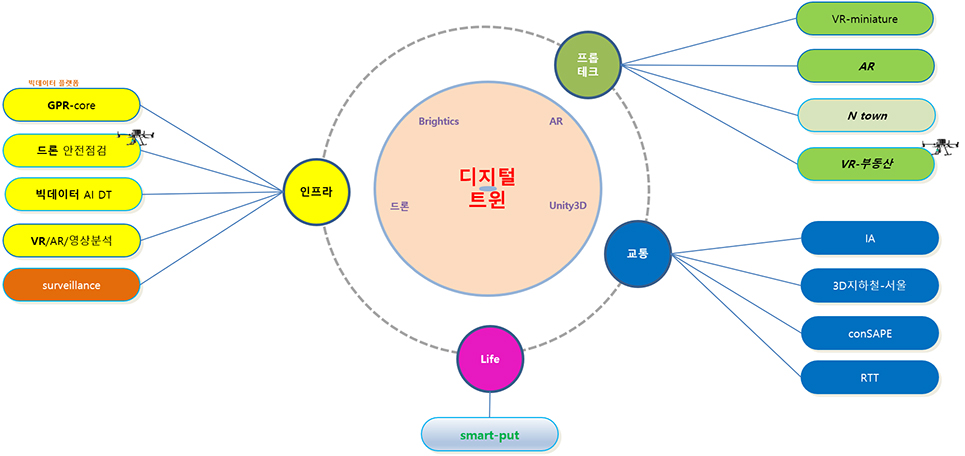 빅데이터 플랫폼
GPR-core
드론 안전점검
빅데이터 AI DT
VR/AR/영상분석
surveillance
인프라
Brightics
AR
디지털
트윈
드론
Unity3D
프롭
테크
VR-miniature
AR
N town
VR-부동산
교통
IA
3D지하철-서울
conSAPE
RTT
Life
smart-put